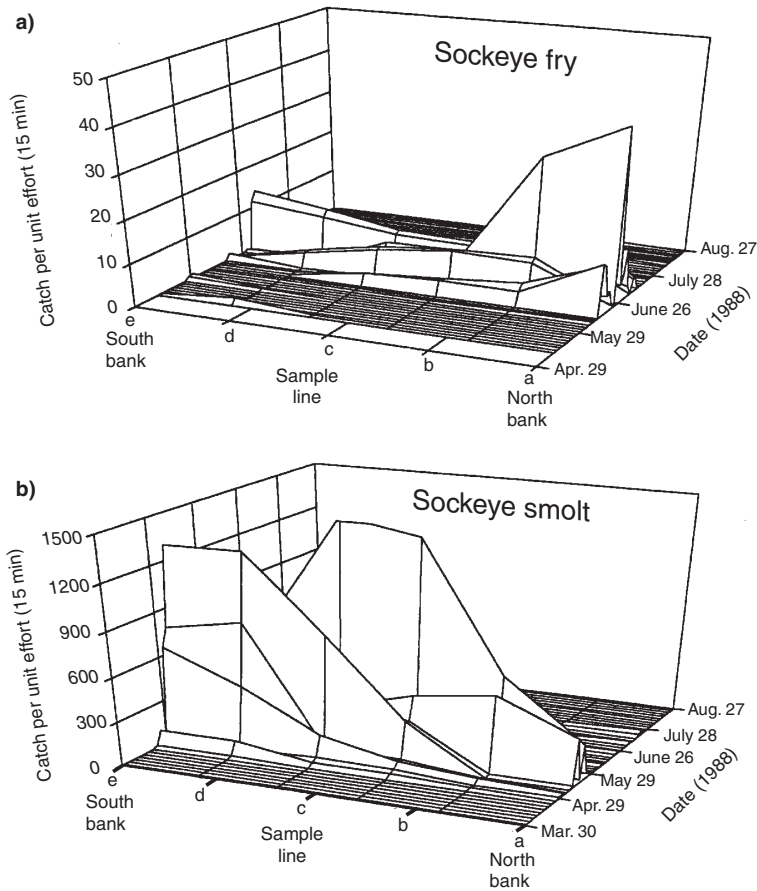 a)
Sockeye fry
Catch per unit effort (15 min)
50
40
30
20
10
0
e
South
bank
d
c
b
a
North
bank
Sample
line
Apr. 29
May 29
June 26
July 28
Aug. 27
Date (1988)
b)
Sockeye smolt
Catch per unit effort (15 min)
1500
1200
900
600
300
0
e
South
bank
d
c
b
a
North
bank
Sample
line
Mar. 30
Apr. 29
May 29
June 26
July 28
Aug. 27
Date (1988)